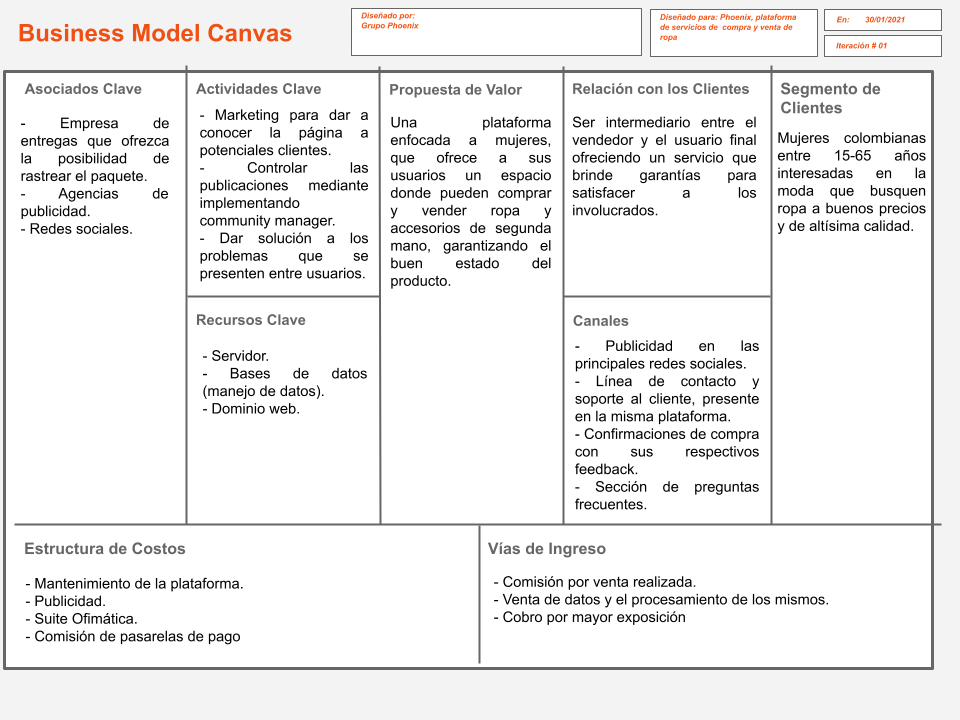 Business Model Canvas
Diseñado por:
Grupo Phoenix
Diseñado para: Phoenix, plataforma
de servicios de compra y venta de
ropa
En: 30/01/2021
Iteración # 01
Asociados Clave
- Empresa de
entregas que ofrezca
la posibilidad de
rastrear el paquete.
- Agencias de
publicidad.
- Redes sociales.
Actividades Clave
- Marketing para dar a
conocer la página a
potenciales clientes.
- Controlar las
publicaciones mediante
implementando
community manager.
- Dar solución a los
problemas que se
presenten entre usuarios.
Recursos Clave
- Servidor.
- Bases de datos
(manejo de datos).
- Dominio web.
Propuesta de Valor
Una plataforma
enfocada a mujeres,
que ofrece a sus
usuarios un espacio
donde pueden comprar
y vender ropa y
accesorios de segunda
mano, garantizando el
buen estado del
producto.
Relación con los Clientes
Ser intermediario entre el
vendedor y el usuario final
ofreciendo un servicio que
brinde garantías para
satisfacer a los
involucrados.
Canales
- Publicidad en las
principales redes sociales.
- Línea de contacto y
soporte al cliente, presente
en la misma plataforma.
- Confirmaciones de compra
con sus respectivos
feedback.
- Sección de preguntas
frecuentes.
Segmento de
Clientes
Mujeres colombianas
entre 15-65 años
interesadas en la
moda que busquen
ropa a buenos precios
y de altísima calidad.
Estructura de Costos
- Mantenimiento de la plataforma.
- Publicidad.
- Suite Ofimática.
- Comisión de pasarelas de pago
Vías de Ingreso
- Comisión por venta realizada.
- Venta de datos y el procesamiento de los mismos.
- Cobro por mayor exposición